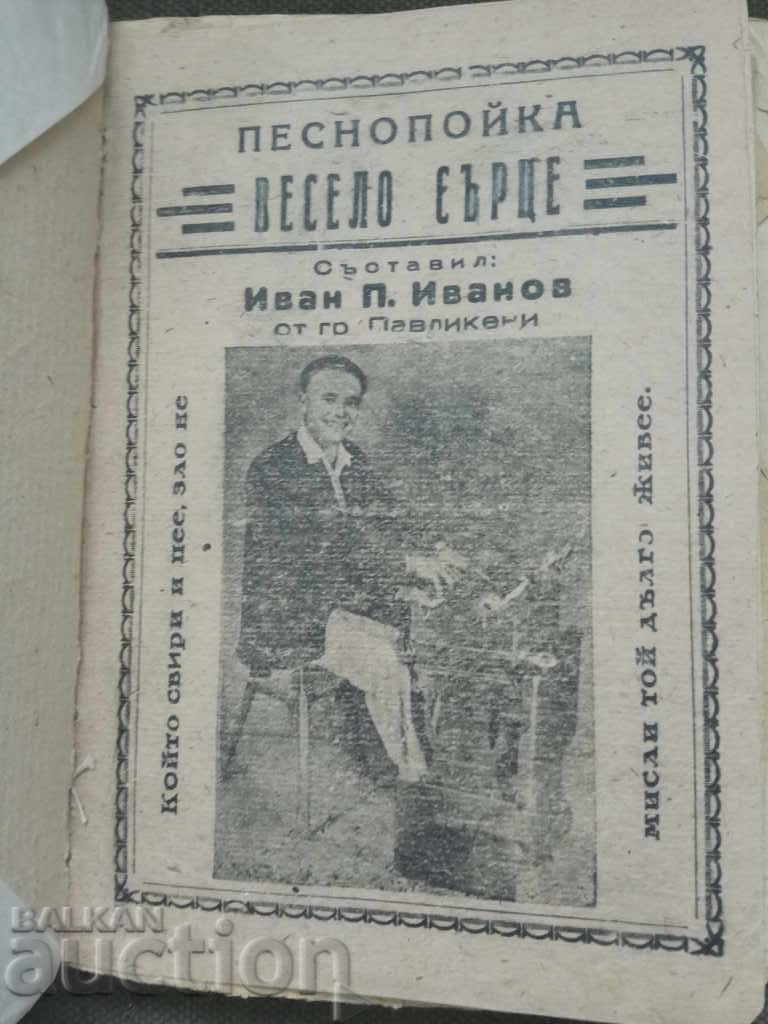 ПЕСНОПОЙКА
ВЕСЕЛО СЪРЦЕ
Съставил:
Иван П. Иванов
от гр. Павликени
Който свири и пее, зло не
мисли той дълго живее.
BALKAN
auction